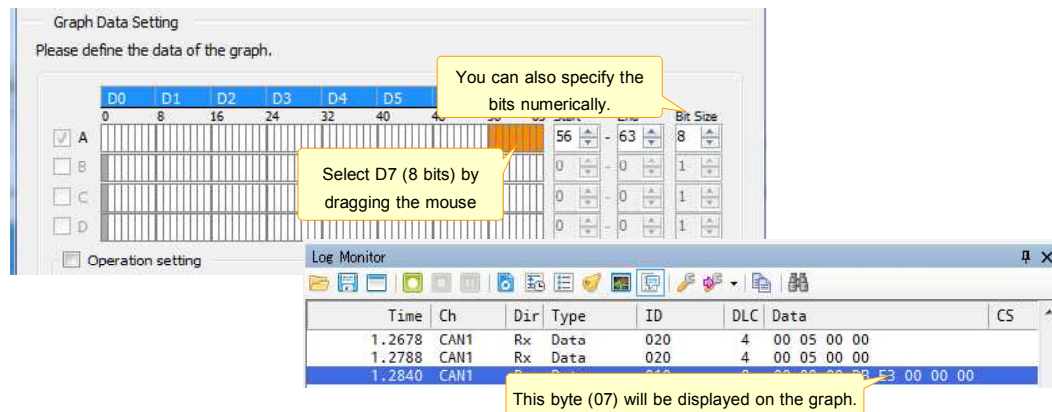 Graph Data Setting
Please define the data of the graph.
You can also specify the
bits numerically.
D0 D1 D2 D3 D4 D5
0 8 16 24 32 40 Bit Size
A 56 - 63 8
B 0 - 0 1
C 0 - 0 1
D 0 - 0 1
Select D7 (8 bits) by
dragging the mouse
Operation setting
Log Monitor
Time Ch Dir Type ID DLC Data CS
1.2678 CAN1 Rx Data 020 4 00 05 00 00
1.2788 CAN1 Rx Data 020 4 00 05 00 00
1.2840 CAN1 E3 00 00 00
This byte (07) will be displayed on the graph.